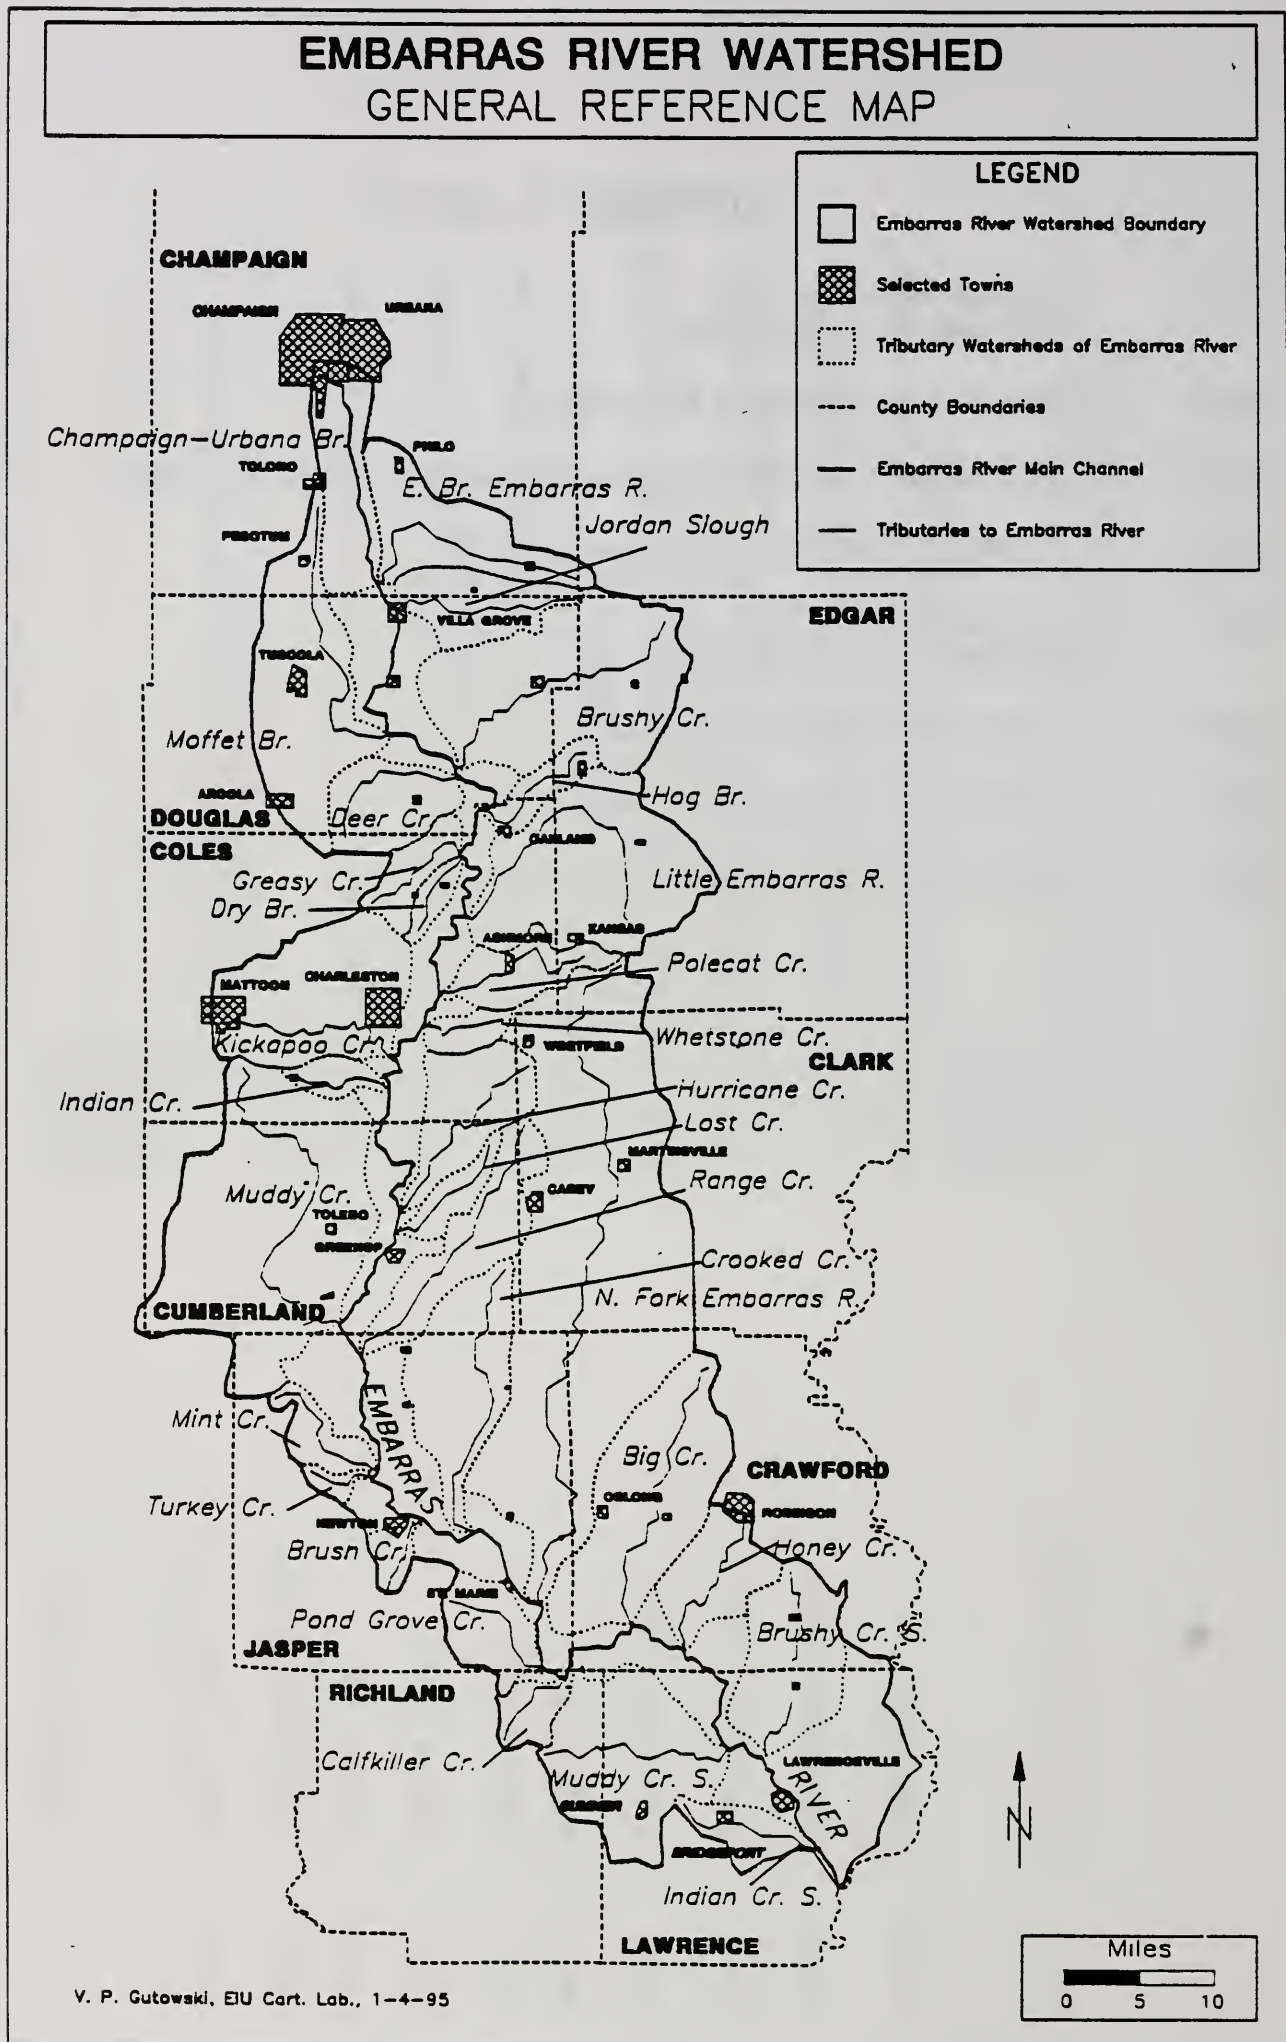 EMBARRAS RIVER WATERSHED
GENERAL REFERENCE MAP
LEGEND
Embarras River Watershed Boundary
Selected Towns
Tributary Watersheds of Embarras River
County Boundaries
Embarras River Main Channel
Tributaries to Embarras River
CHAMPAIGN
CHAMPAIGN
URBANA
Champaign-Urbana Br.
PHILO
TOLONO
E. Br. Embarras R.
Jordan Slough
PESOTUM
EDGAR
VILLA GROVE
TUSCOLA
Brushy Cr.
Moffet Br.
Hog Br.
ARCOLA
DOUGLAS
Deer Cr.
OAKLAND
COLES
Greasy Cr.
Little Embarras R.
Dry Br.
ASHMORE
KANSAS
Polecat Cr.
MATTOON
CHARLESTON
Kickapoo Cr.
WESTFIELD
Whetstone Cr.
CLARK
Indian Cr.
Hurricane Cr.
Lost Cr.
MARTINSVILLE
Range Cr.
Muddy Cr.
CASEY
TOLEDO
GREENUP
Crooked Cr.
N. Fork Embarras R.
CUMBERLAND
EMBARRAS
Mint Cr.
Big Cr.
CRAWFORD
Turkey Cr.
OBLONG
ROBINSON
NEWTON
Brush Cr.
Honey Cr.
STE MARIE
Pond Grove Cr.
Brushy Cr. S.
JASPER
RICHLAND
Calfkiller Cr.
LAWRENCEVILLE
Muddy Cr. S.
RIVER
SUMNER
BRIDGEPORT
Indian Cr. S.
N
LAWRENCE
Miles
0 5 10
V. P. Gutowski, EIU Cart. Lab., 1-4-95